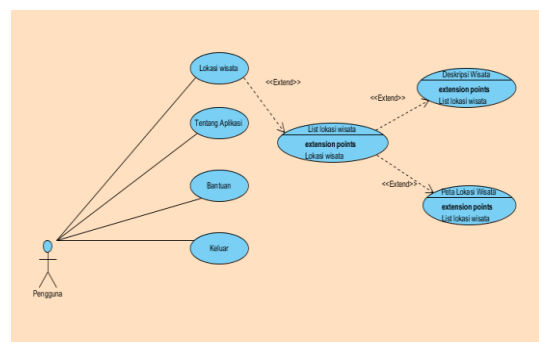 Lokasi wisata
<<Extend>>
Deskripsi Wisata
extension points
List lokasi wisata
<<Extend>>
Tentang Aplikasi
List lokasi wisata
extension points
Lokasi wisata
Bantuan
<<Extend>>
Peta Lokasi Wisata
extension points
List lokasi wisata
Keluar
Pengguna